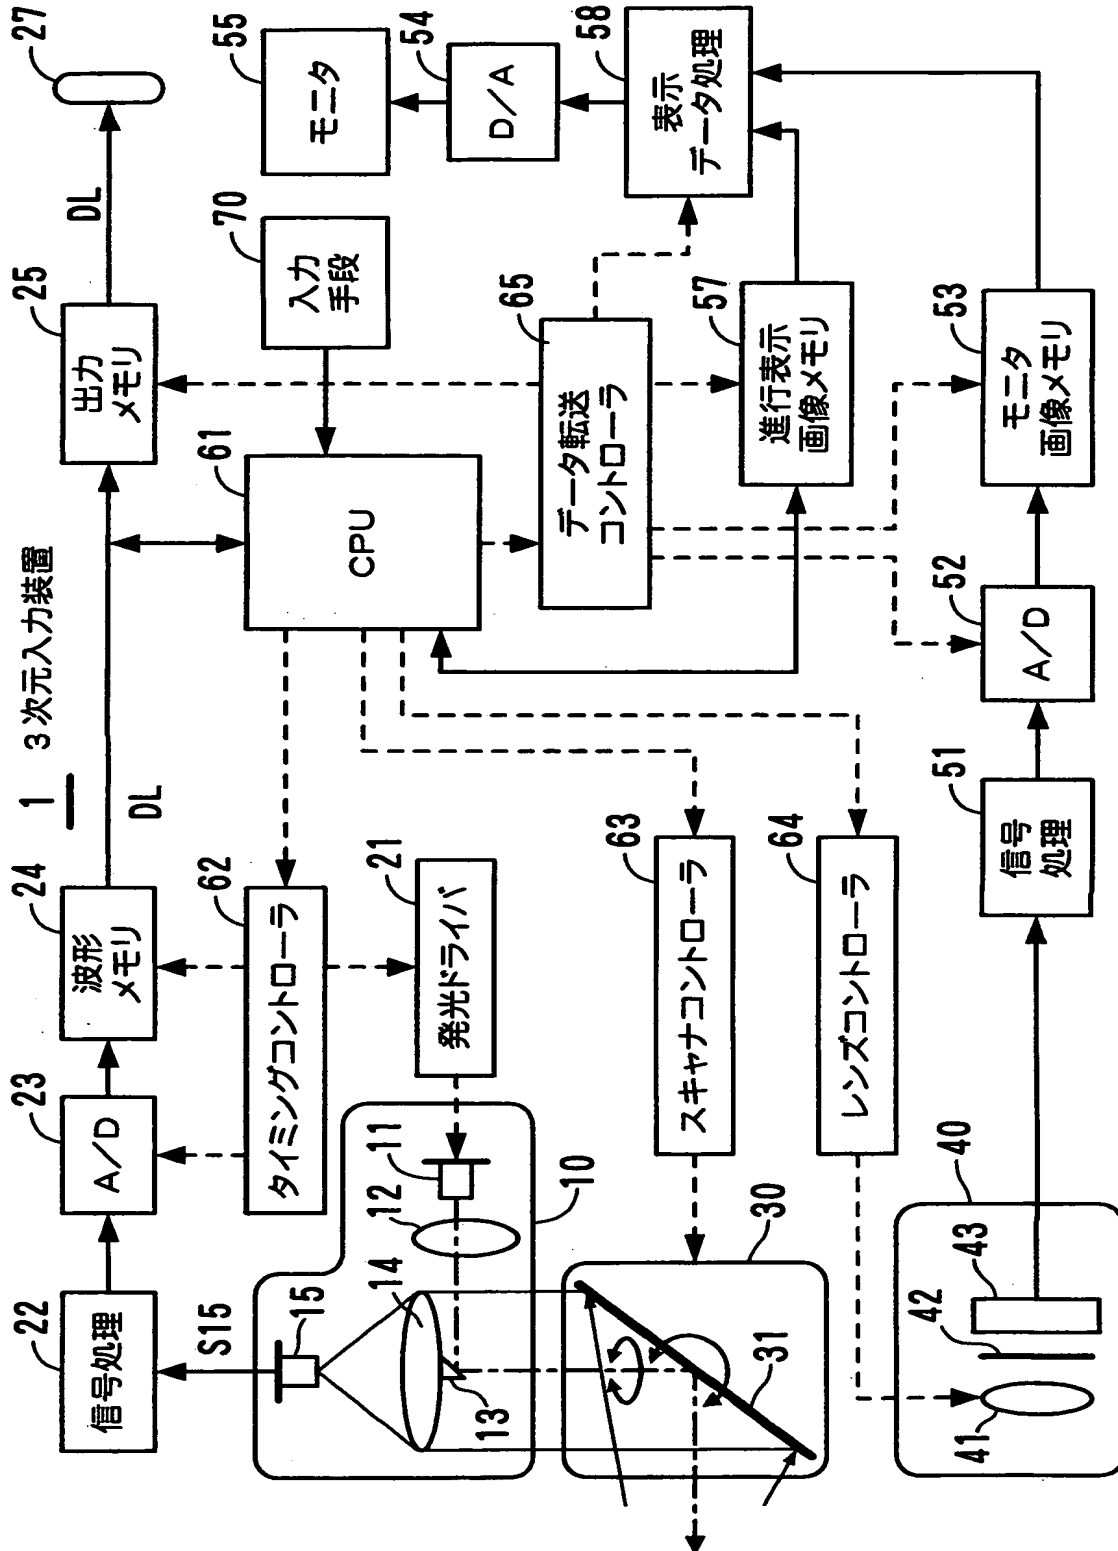 1 3次元入力装置
22
信号処理
S15
23
A/D
24
波形
メモリ
DL
25
出力
メモリ
DL
27
62
タイミングコントローラ
21
発光ドライバ
61
CPU
70
入力
手段
55
モニタ
54
D/A
58
表示
データ処理
65
データ転送
コントローラ
57
進行表示
画像メモリ
53
モニタ
画像メモリ
52
A/D
51
信号
処理
63
スキャナコントローラ
64
レンズコントローラ
10
11
12
13
14
15
30
31
40
41
42
43